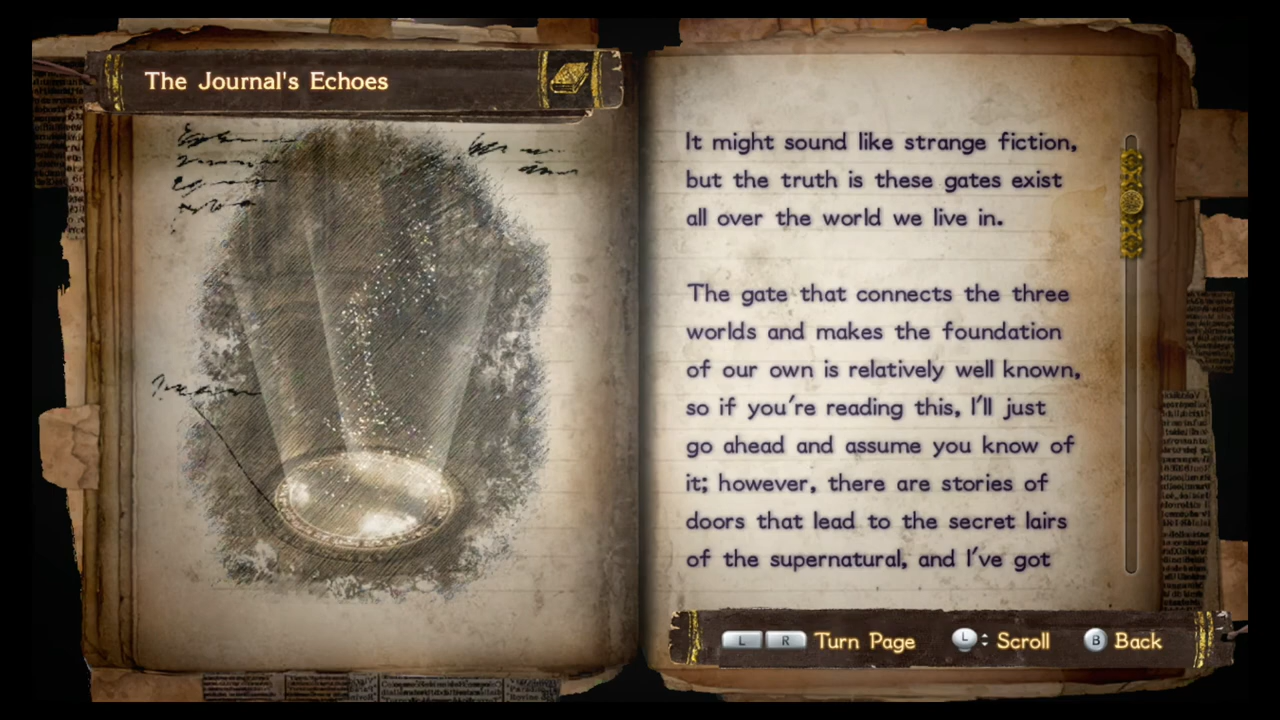 The Journal's Echoes
It might sound like strange fiction,
but the truth is these gates exist
all over the world we live in.
The gate that connects the three
worlds and makes the foundation
of our own is relatively well known,
so if you're reading this, I'll just
go ahead and assume you know of
it; however, there are stories of
doors that lead to the secret lairs
of the supernatural, and I've got
L R Turn Page L : Scroll B Back